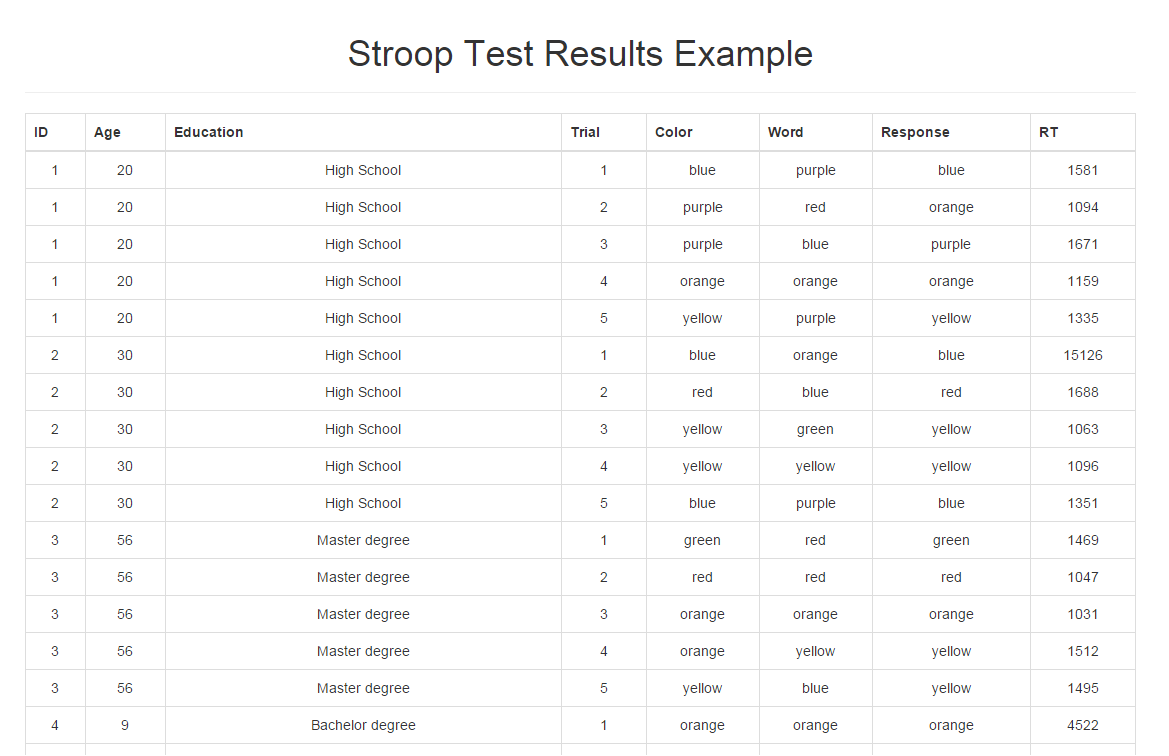 Stroop Test Results Example
ID Age Education Trial Color Word Response RT
1 20 High School 1 blue purple blue 1581
1 20 High School 2 purple red orange 1094
1 20 High School 3 purple blue purple 1671
1 20 High School 4 orange orange orange 1159
1 20 High School 5 yellow purple yellow 1335
2 30 High School 1 blue orange blue 15126
2 30 High School 2 red blue red 1688
2 30 High School 3 yellow green yellow 1063
2 30 High School 4 yellow yellow yellow 1096
2 30 High School 5 blue purple blue 1351
3 56 Master degree 1 green red green 1469
3 56 Master degree 2 red red red 1047
3 56 Master degree 3 orange orange orange 1031
3 56 Master degree 4 orange yellow yellow 1512
3 56 Master degree 5 yellow blue yellow 1495
4 9 Bachelor degree 1 orange orange orange 4522